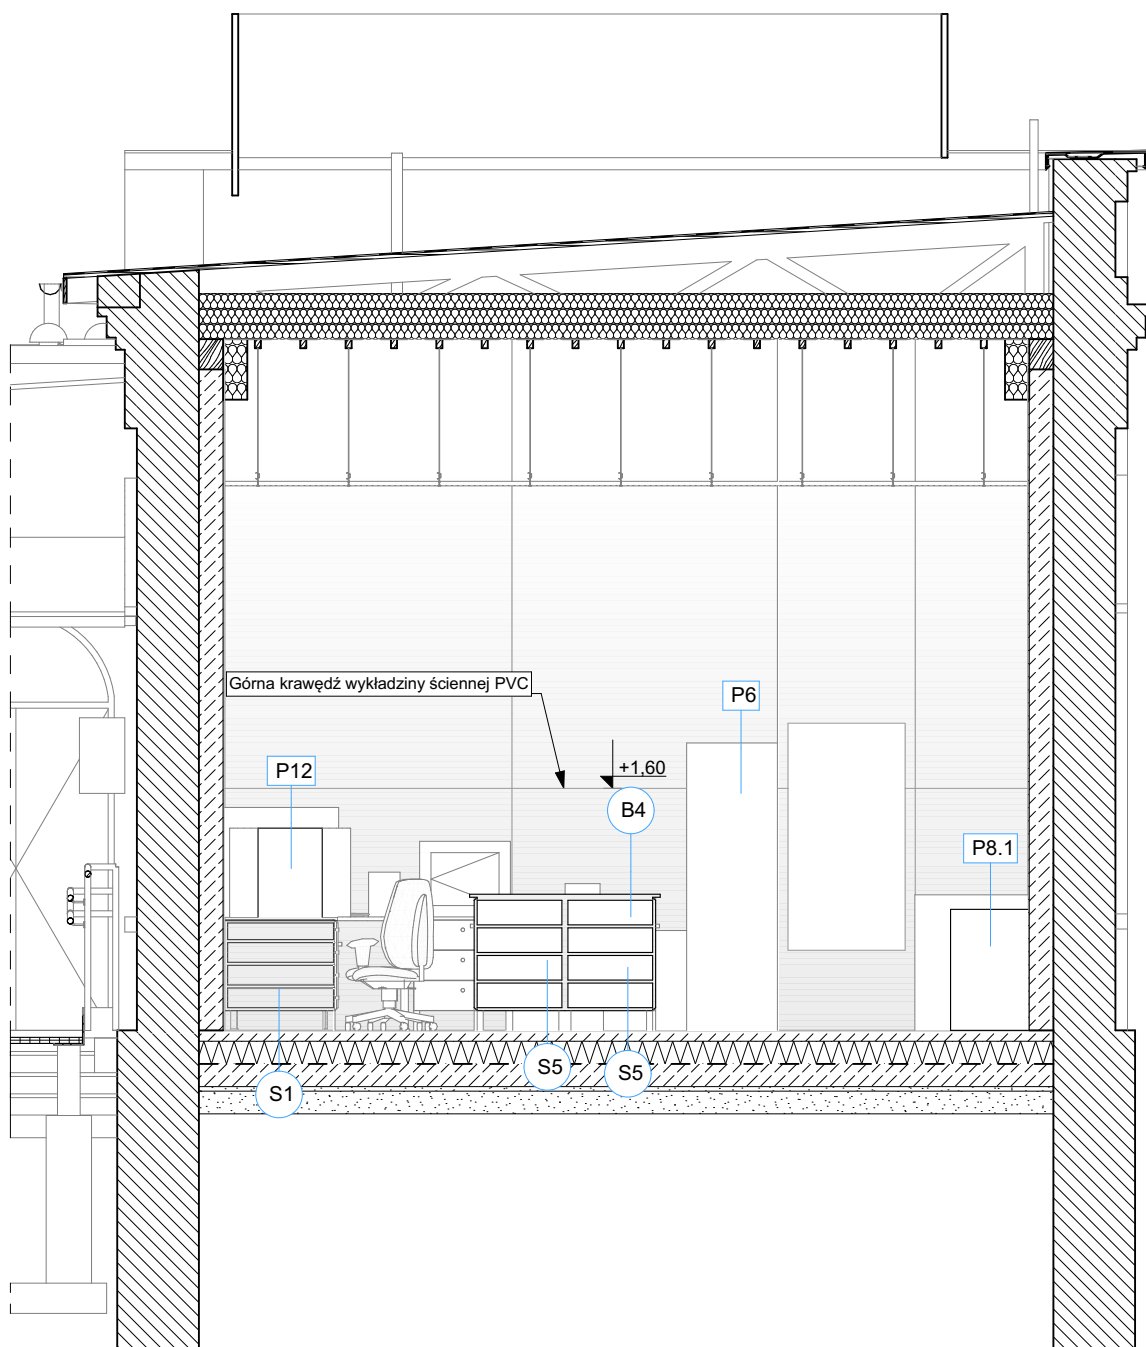 Górna krawędź wykładziny ściennej PVC
P6
P12
+1,60
B4
P8.1
S1
S5
S5